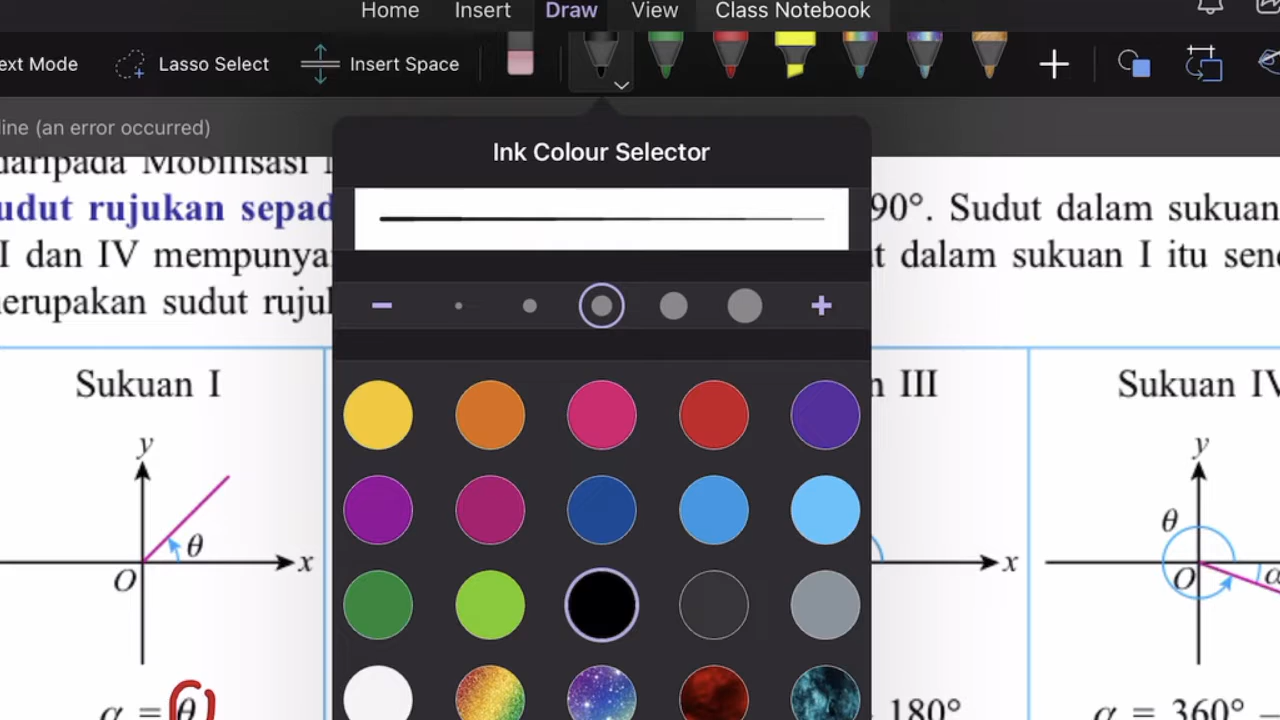 Home Insert Draw View Class Notebook
ext Mode Lasso Select Insert Space
line (an error occurred)
Ink Colour Selector
daripada Mobilisasi
udut rujukan sepad 90°. Sudut dalam sukuan
I dan IV mempunya t dalam sukuan I itu send
erupakan sudut rujul
Sukuan I n III Sukuan IV
y y
θ x x θ
O O α
α = θ 180° α = 360° –